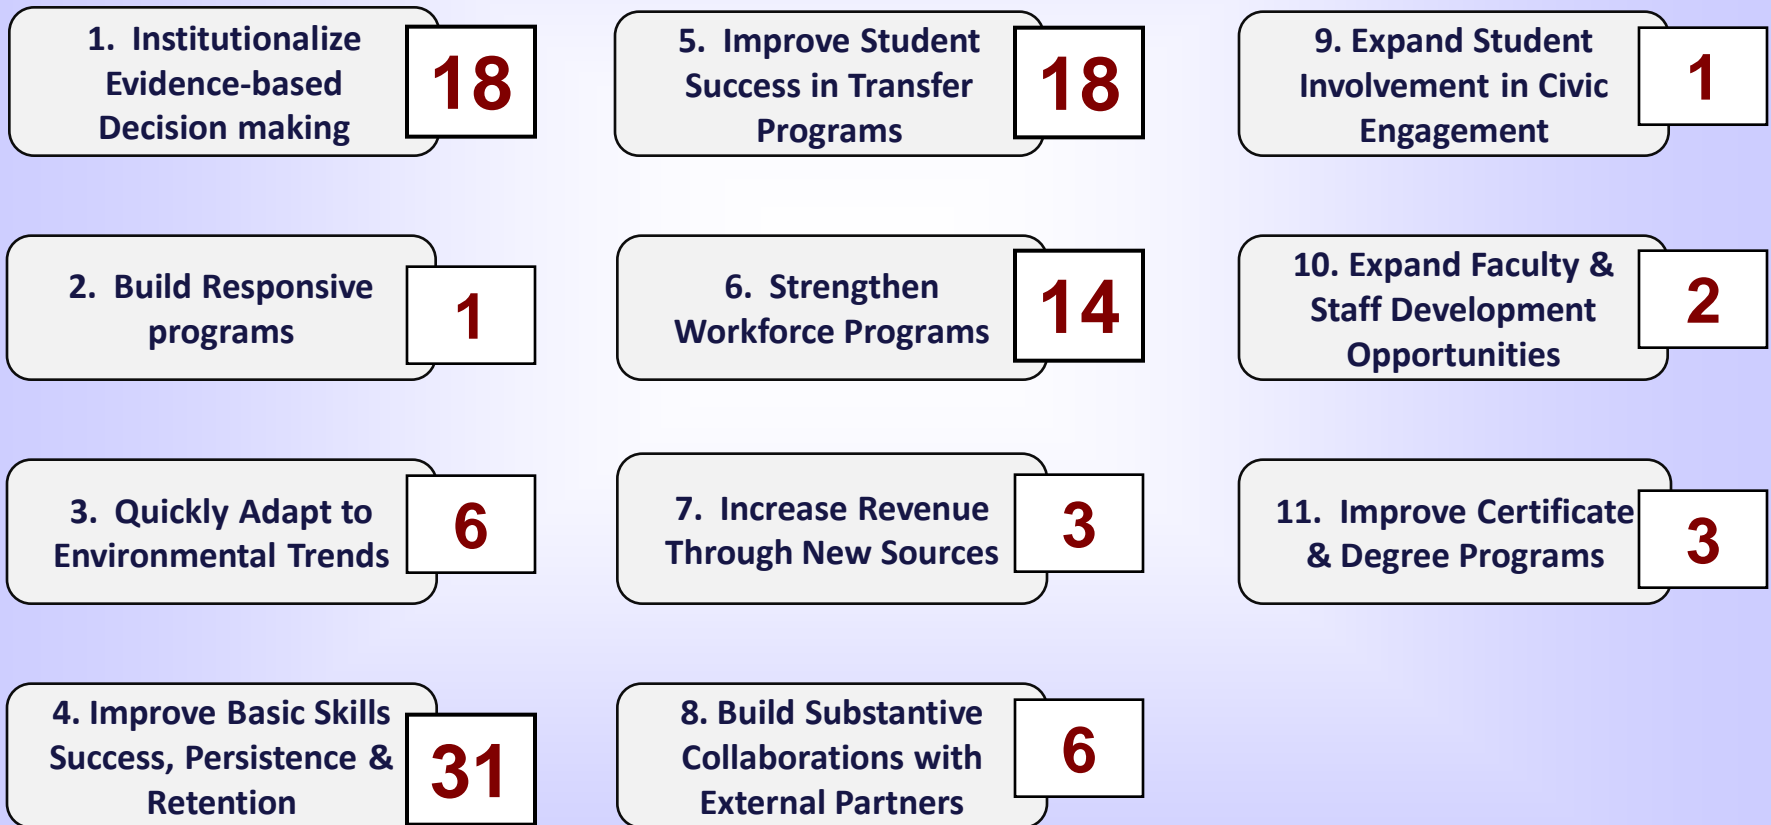 1. Institutionalize
Evidence-based
Decision making
18
2. Build Responsive
programs
1
3. Quickly Adapt to
Environmental Trends
6
4. Improve Basic Skills
Success, Persistence &
Retention
31
5. Improve Student
Success in Transfer
Programs
18
6. Strengthen
Workforce Programs
14
7. Increase Revenue
Through New Sources
3
8. Build Substantive
Collaborations with
External Partners
6
9. Expand Student
Involvement in Civic
Engagement
1
10. Expand Faculty &
Staff Development
Opportunities
2
11. Improve Certificate
& Degree Programs
3